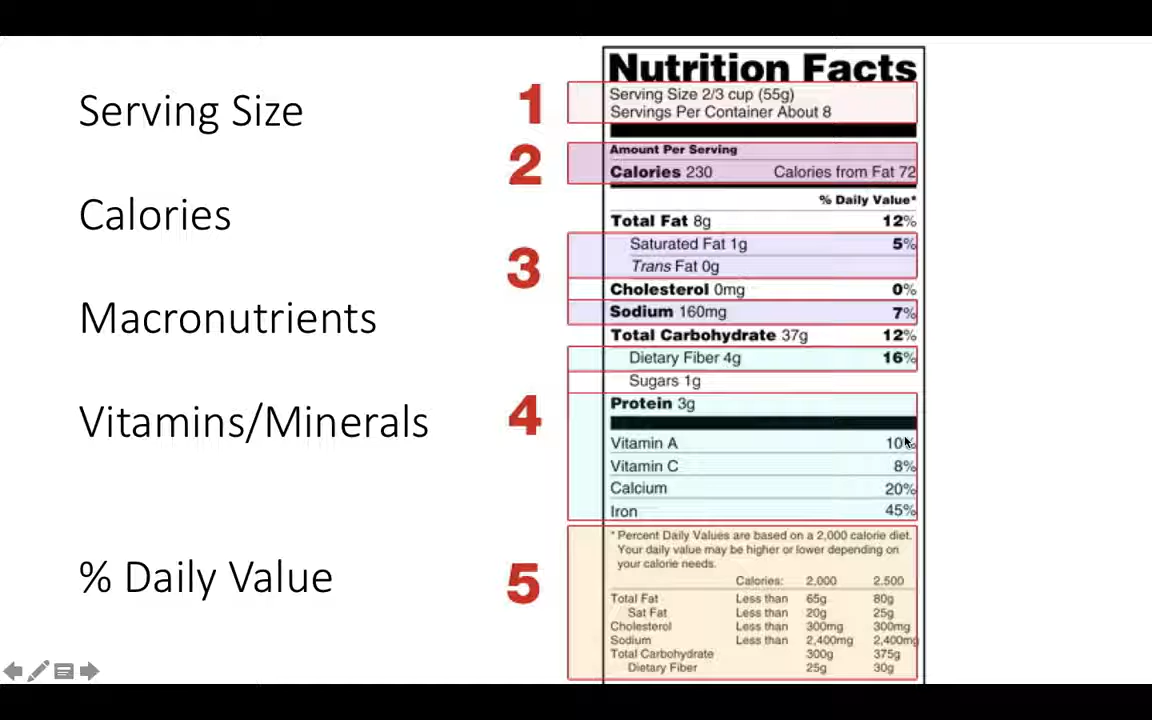 Serving Size
Calories
Macronutrients
Vitamins/Minerals
% Daily Value
1
2
3
4
5
Nutrition Facts
Serving Size 2/3 cup (55g)
Servings Per Container About 8
Amount Per Serving
Calories 230 Calories from Fat 72
% Daily Value*
Total Fat 8g 12%
Saturated Fat 1g 5%
Trans Fat 0g
Cholesterol 0mg 0%
Sodium 160mg 7%
Total Carbohydrate 37g 12%
Dietary Fiber 4g 16%
Sugars 1g
Protein 3g
Vitamin A 10%
Vitamin C 8%
Calcium 20%
Iron 45%
* Percent Daily Values are based on a 2,000 calorie diet.
Your daily value may be higher or lower depending on
your calorie needs.
Calories: 2,000 2,500
Total Fat Less than 65g 80g
Sat Fat Less than 20g 25g
Cholesterol Less than 300mg 300mg
Sodium Less than 2,400mg 2,400mg
Total Carbohydrate 300g 375g
Dietary Fiber 25g 30g